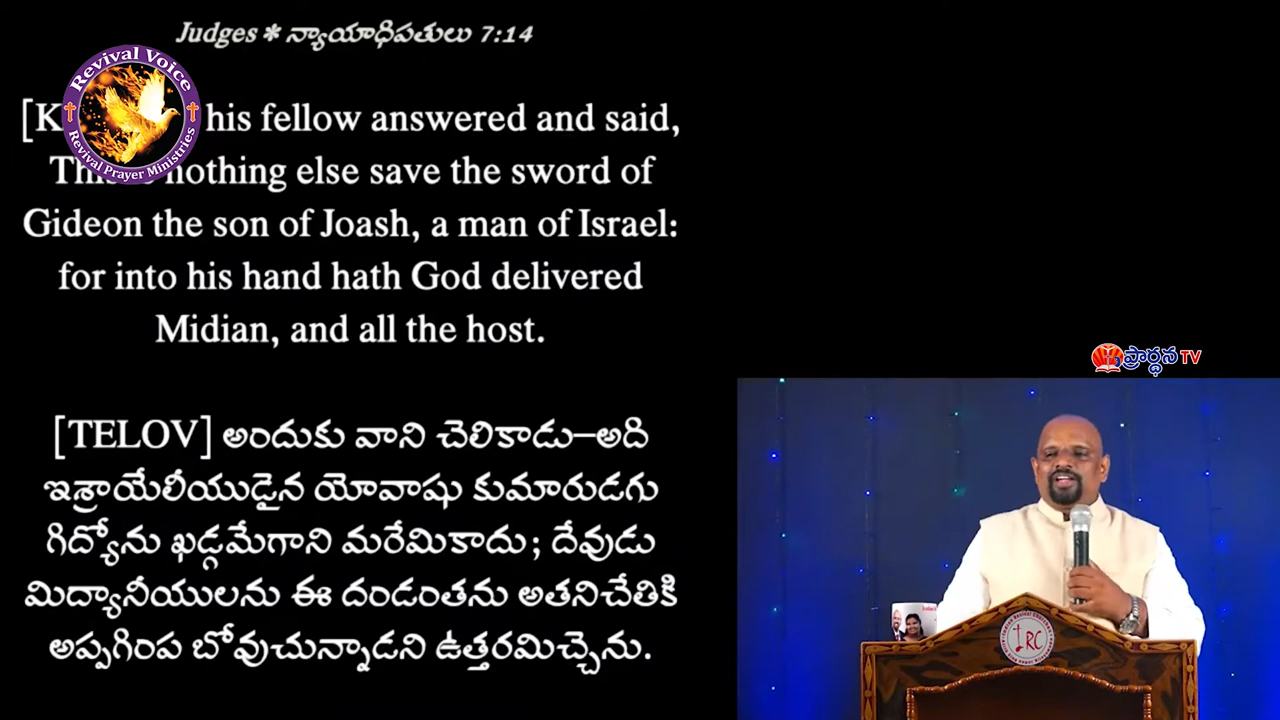 Judges * న్యాయాధిపతులు 7:14
Revival Voice
Revival Prayer Ministries
[K his fellow answered and said,
nothing else save the sword of
Gideon the son of Joash, a man of Israel:
for into his hand hath God delivered
Midian, and all the host.
[TELOV] అందుకు వాని చెలికాడు–అది
ఇశ్రాయేలీయుడైన యోవాషు కుమారుడగు
గిద్యోను ఖడ్గమేగాని మరేమికాదు; దేవుడు
మిద్యానీయులను ఈ దండంతను అతనిచేతికి
అప్పగింప బోవుచున్నాడని ఉత్తరమిచ్చెను.
ప్రార్థన TV
IRC